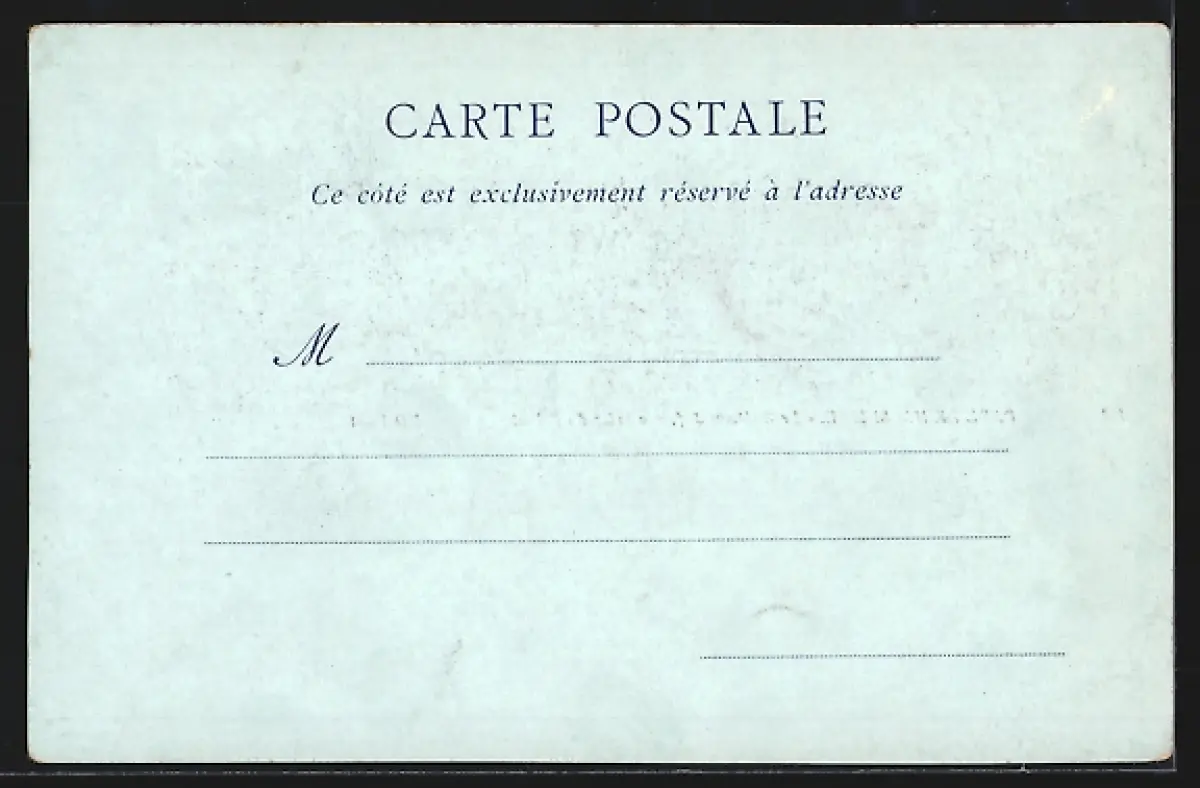 CARTE POSTALE
Ce côté est exclusivement réservé à l'adresse
M